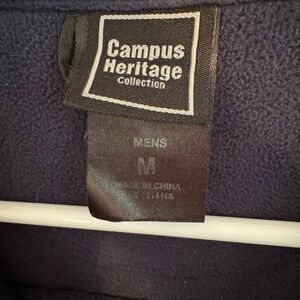 Campus
Heritage
Collection
MENS
M
MADE IN CHINA